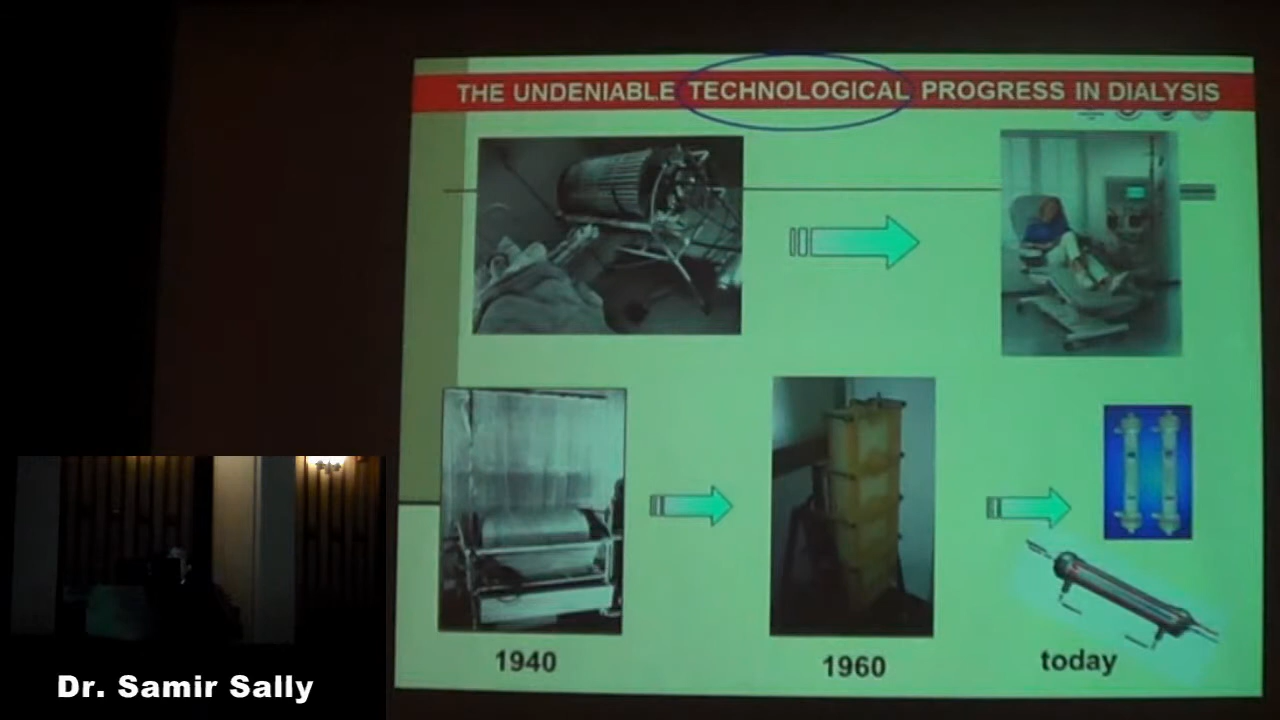 THE UNDENIABLE TECHNOLOGICAL PROGRESS IN DIALYSIS
1940
1960
today
Dr. Samir Sally